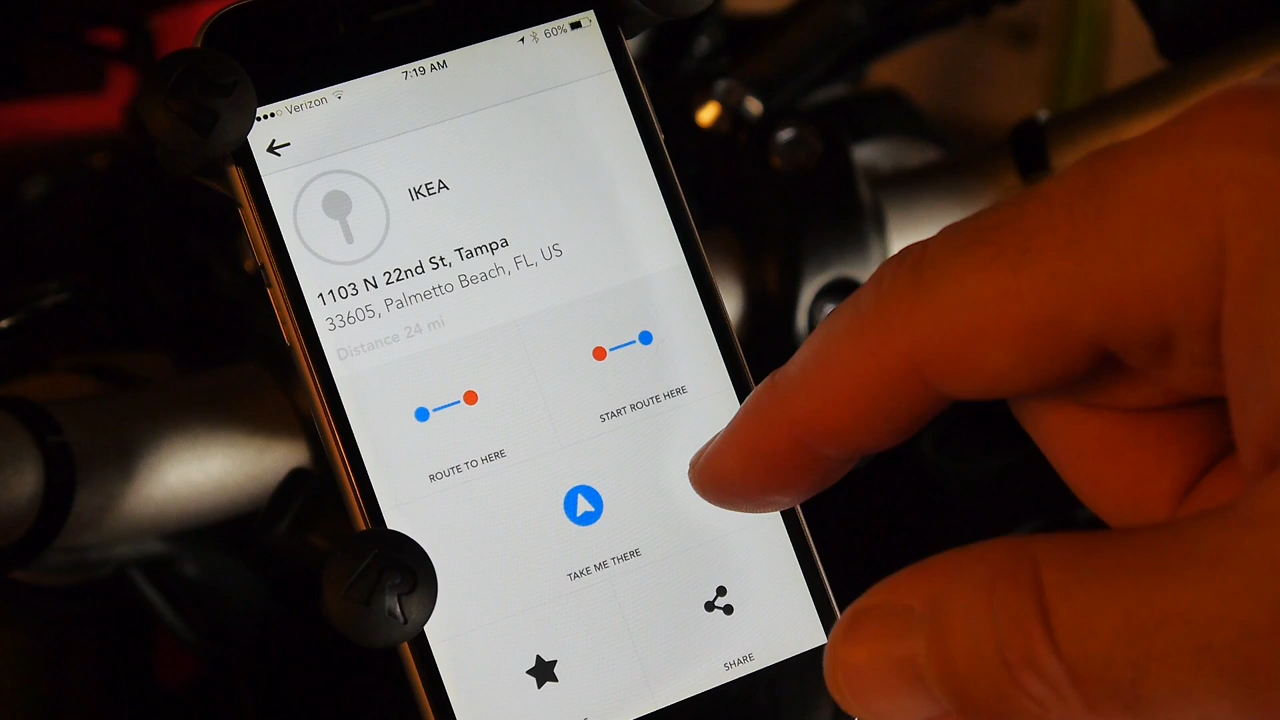 Verizon
7:19 AM
60%
IKEA
1103 N 22nd St, Tampa
33605, Palmetto Beach, FL, US
Distance 24 mi
ROUTE TO HERE
START ROUTE HERE
TAKE ME THERE
SHARE
R